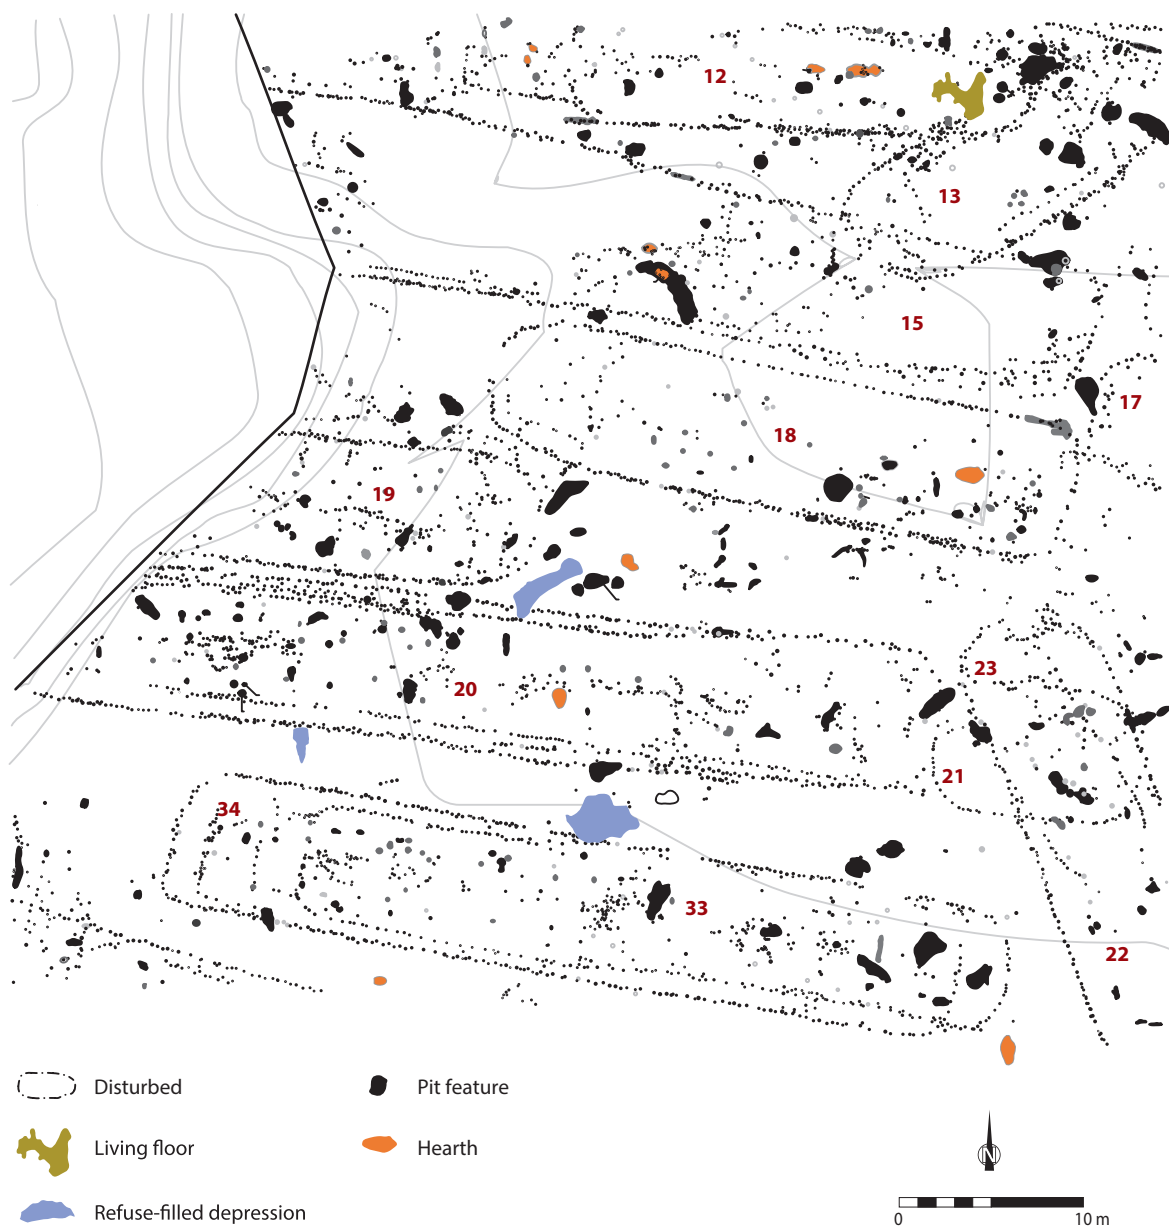 12
13
15
17
18
19
23
20
21
34
33
22
Disturbed
Pit feature
Living floor
Hearth
N
Refuse-filled depression
0 10 m